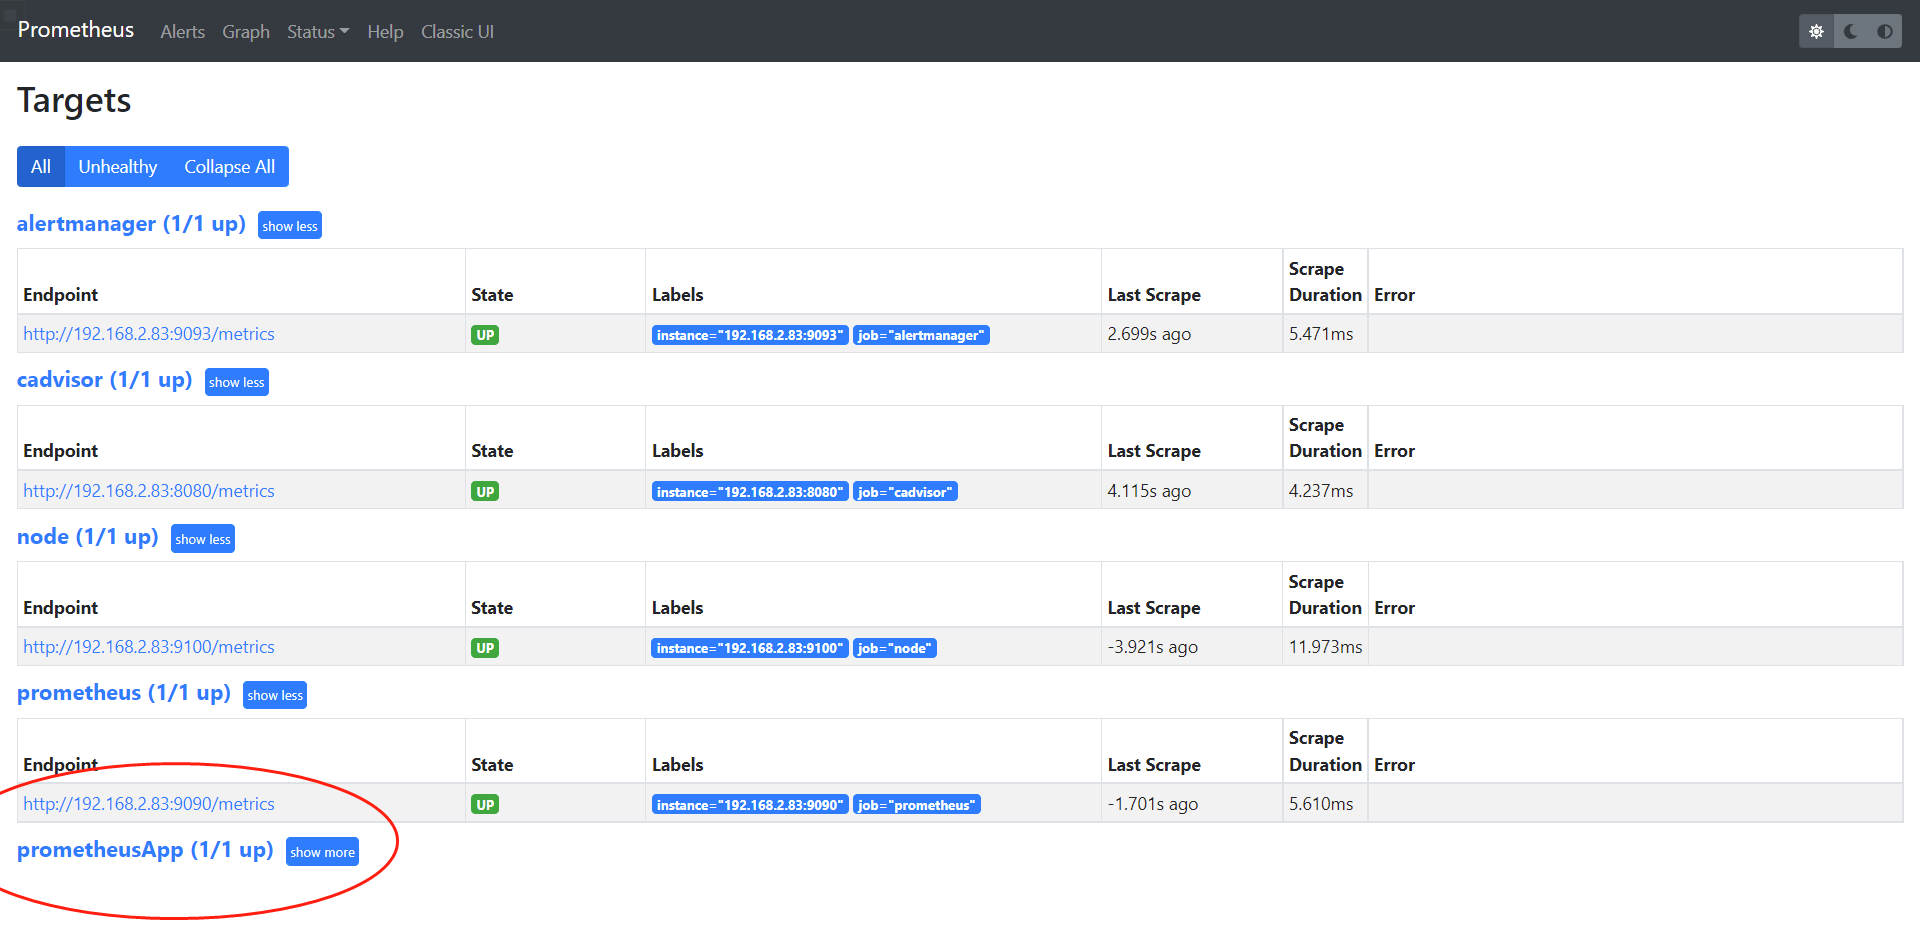 Prometheus Alerts Graph Status Help Classic UI
Targets
All Unhealthy Collapse All
alertmanager (1/1 up) show less
Endpoint State Labels Last Scrape Scrape Duration Error
http://192.168.2.83:9093/metrics UP instance="192.168.2.83:9093" job="alertmanager" 2.699s ago 5.471ms
cadvisor (1/1 up) show less
Endpoint State Labels Last Scrape Scrape Duration Error
http://192.168.2.83:8080/metrics UP instance="192.168.2.83:8080" job="cadvisor" 4.115s ago 4.237ms
node (1/1 up) show less
Endpoint State Labels Last Scrape Scrape Duration Error
http://192.168.2.83:9100/metrics UP instance="192.168.2.83:9100" job="node" -3.921s ago 11.973ms
prometheus (1/1 up) show less
Endpoint State Labels Last Scrape Scrape Duration Error
http://192.168.2.83:9090/metrics UP instance="192.168.2.83:9090" job="prometheus" -1.701s ago 5.610ms
prometheusApp (1/1 up) show more